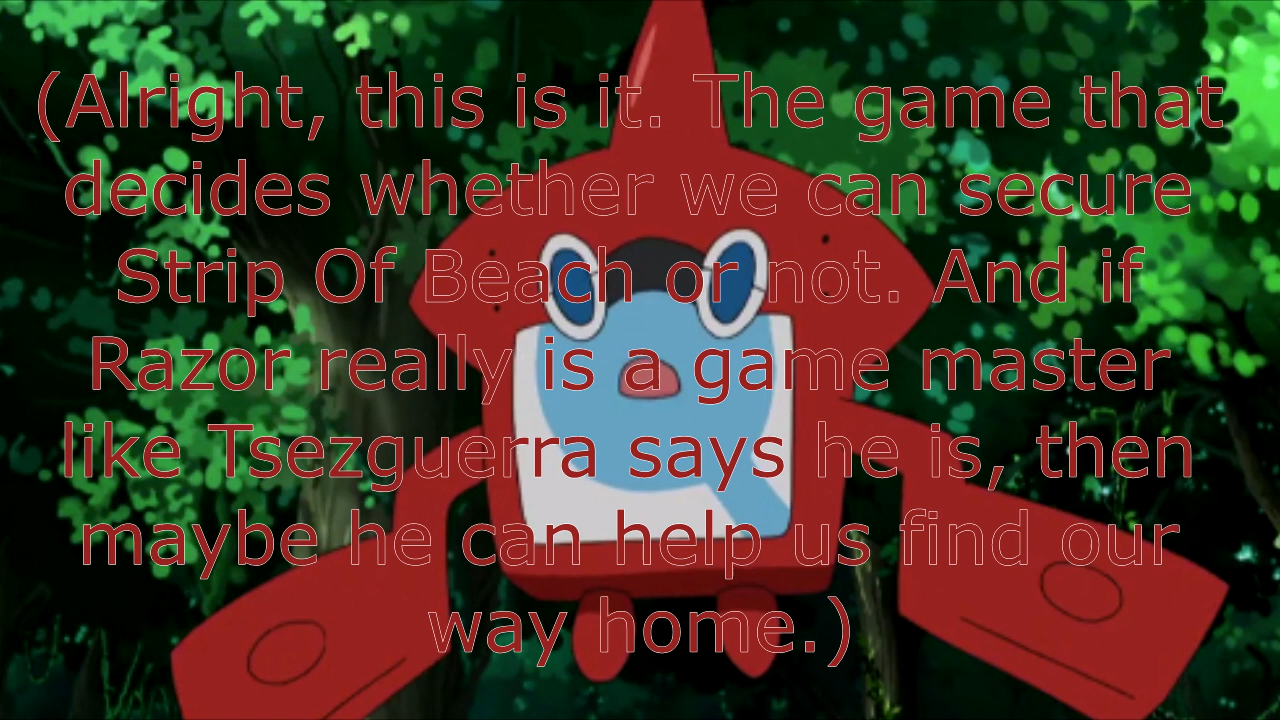 (Alright, this is it. The game that
decides whether we can secure
Strip Of Beach or not. And if
Razor really is a game master
like Tsezguerra says he is, then
maybe he can help us find our
way home.)